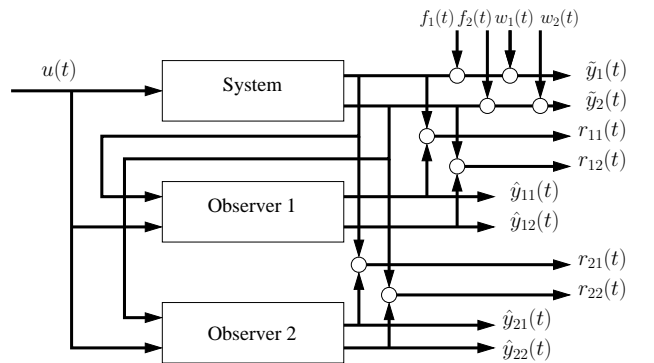 f₁(t) f₂(t) w₁(t) w₂(t)
u(t)
System
ỹ₁(t)
ỹ₂(t)
r₁₁(t)
r₁₂(t)
Observer 1
ŷ₁₁(t)
ŷ₁₂(t)
r₂₁(t)
r₂₂(t)
Observer 2
ŷ₂₁(t)
ŷ₂₂(t)